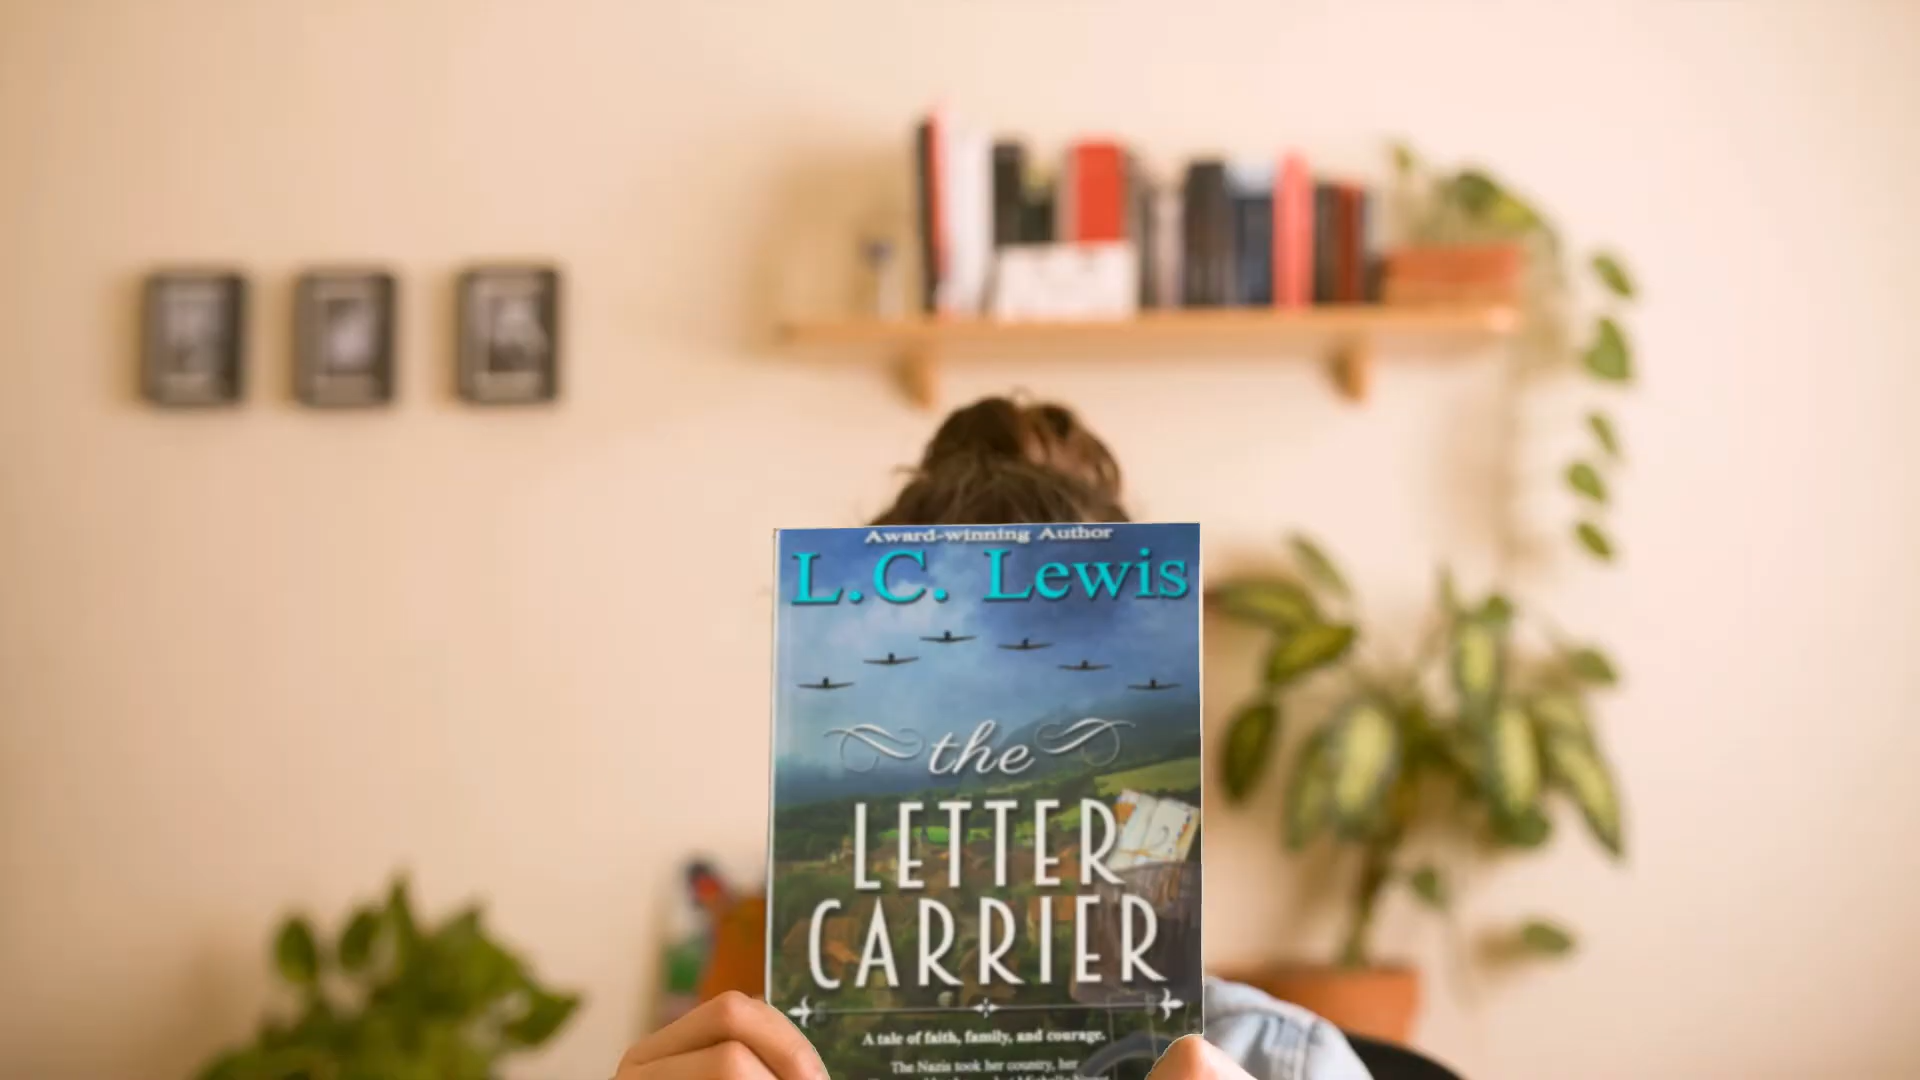 Award-winning Author
L.C. Lewis
the
LETTER
CARRIER
A tale of faith, family, and courage.
The Nazis took her country, her